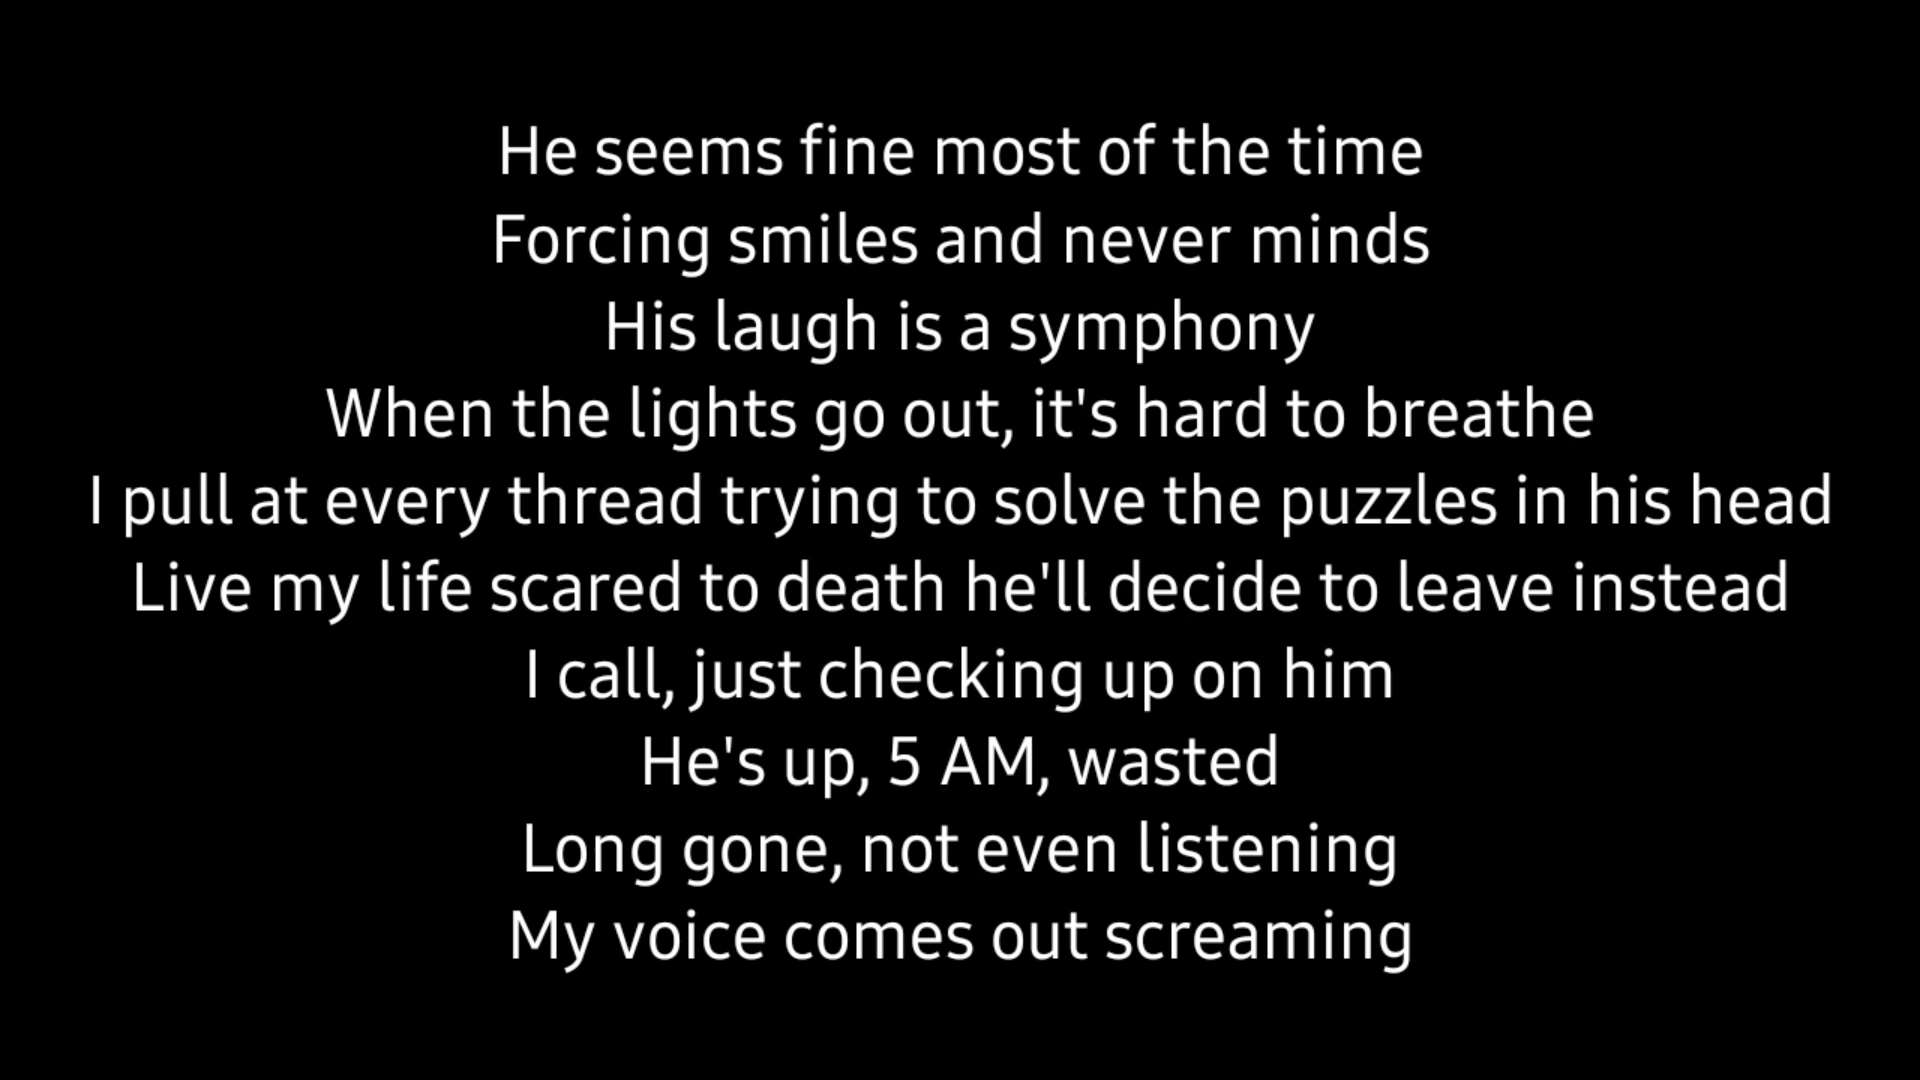 He seems fine most of the time
Forcing smiles and never minds
His laugh is a symphony
When the lights go out, it's hard to breathe
I pull at every thread trying to solve the puzzles in his head
Live my life scared to death he'll decide to leave instead
I call, just checking up on him
He's up, 5 AM, wasted
Long gone, not even listening
My voice comes out screaming